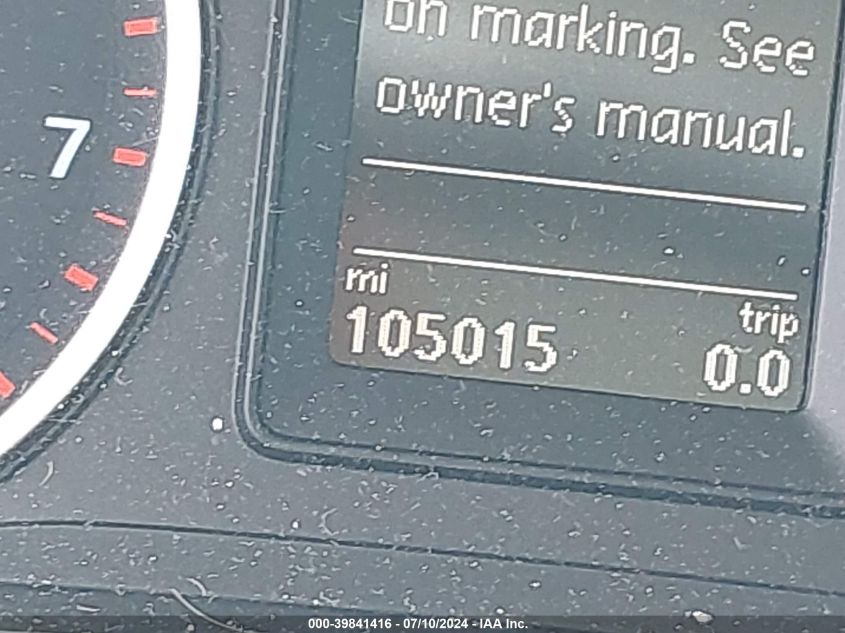 on marking. See
owner's manual.
7
mi
trip
105015
0.0
000-39841416 - 07/10/2024 - IAA Inc.